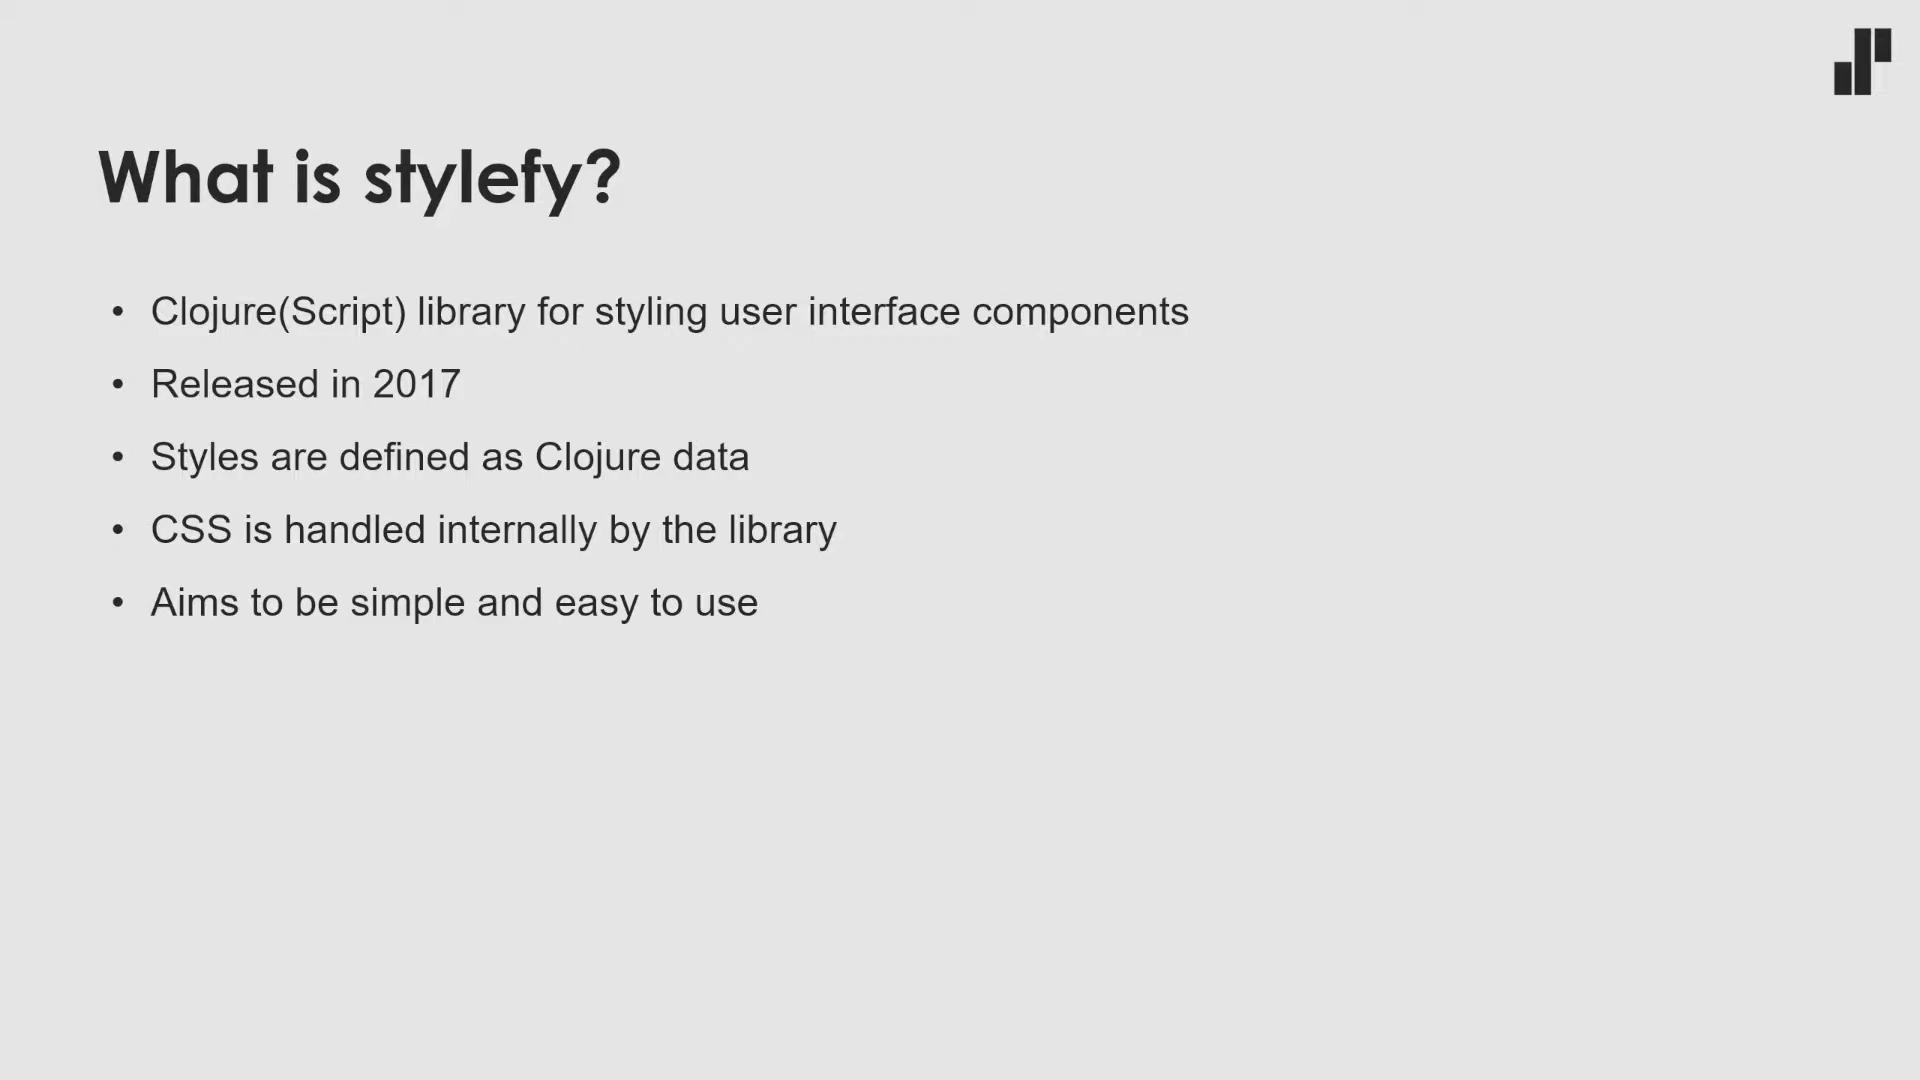 What is stylefy?
• Clojure(Script) library for styling user interface components
• Released in 2017
• Styles are defined as Clojure data
• CSS is handled internally by the library
• Aims to be simple and easy to use